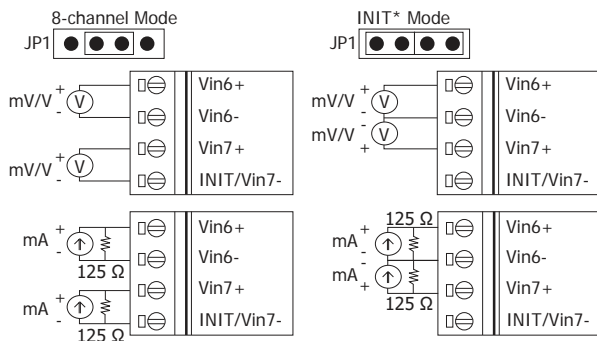 8-channel Mode
JP1
mV/V + - V
Vin6+
Vin6-
mV/V + - V
Vin7+
INIT/Vin7-
mA + - 125 Ω
Vin6+
Vin6-
mA + - 125 Ω
Vin7+
INIT/Vin7-
INIT* Mode
JP1
mV/V + - V
mV/V - + V
Vin6+
Vin6-
Vin7+
INIT/Vin7-
125 Ω
mA + -
mA - +
125 Ω
Vin6+
Vin6-
Vin7+
INIT/Vin7-